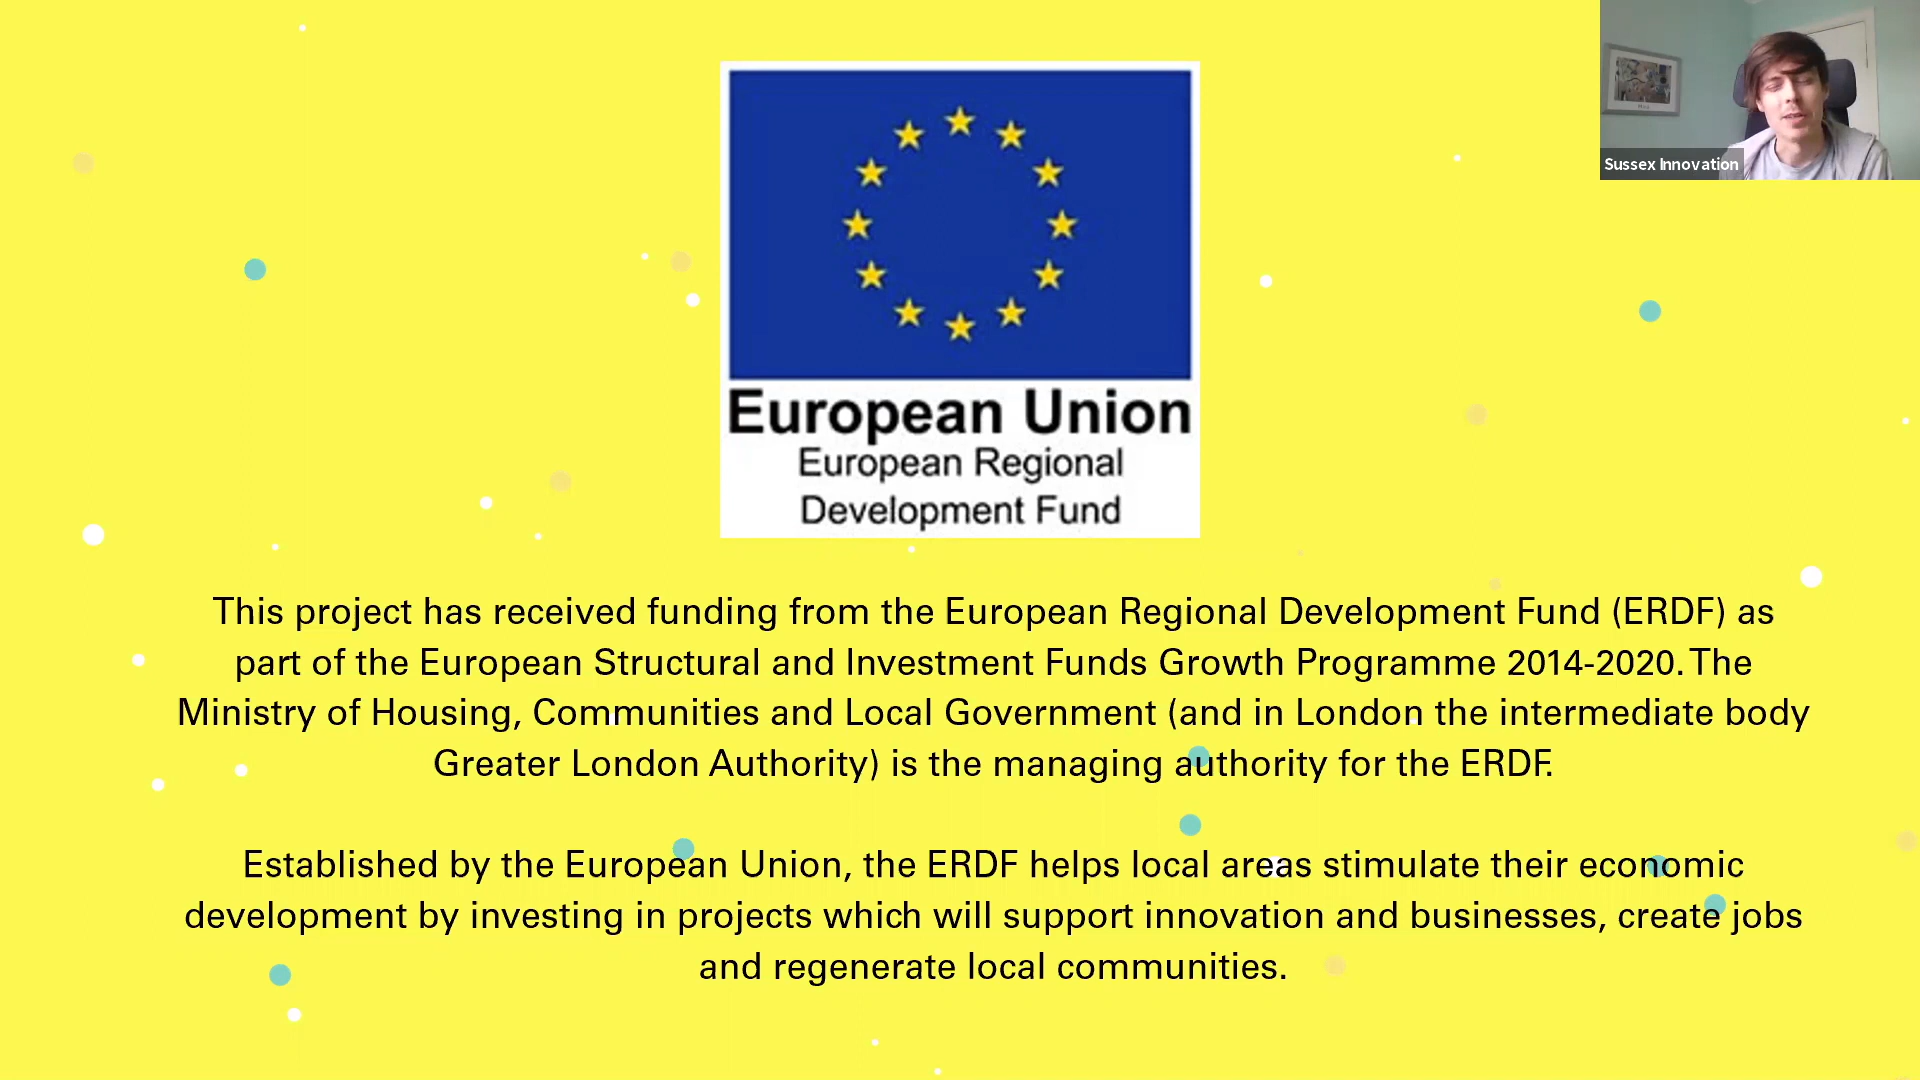 Sussex Innovation
European Union
European Regional
Development Fund
This project has received funding from the European Regional Development Fund (ERDF) as
part of the European Structural and Investment Funds Growth Programme 2014-2020. The
Ministry of Housing, Communities and Local Government (and in London the intermediate body
Greater London Authority) is the managing authority for the ERDF.
Established by the European Union, the ERDF helps local areas stimulate their economic
development by investing in projects which will support innovation and businesses, create jobs
and regenerate local communities.